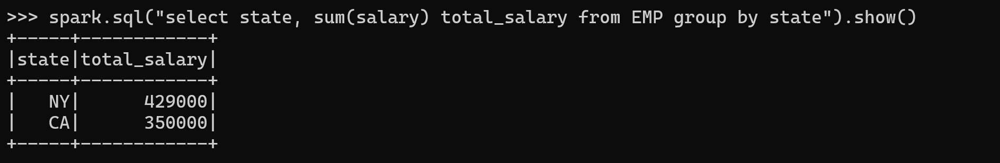 >>> spark.sql("select state, sum(salary) total_salary from EMP group by state").show()
+-----+------------+
|state|total_salary|
+-----+------------+
|   NY|      429000|
|   CA|      350000|
+-----+------------+